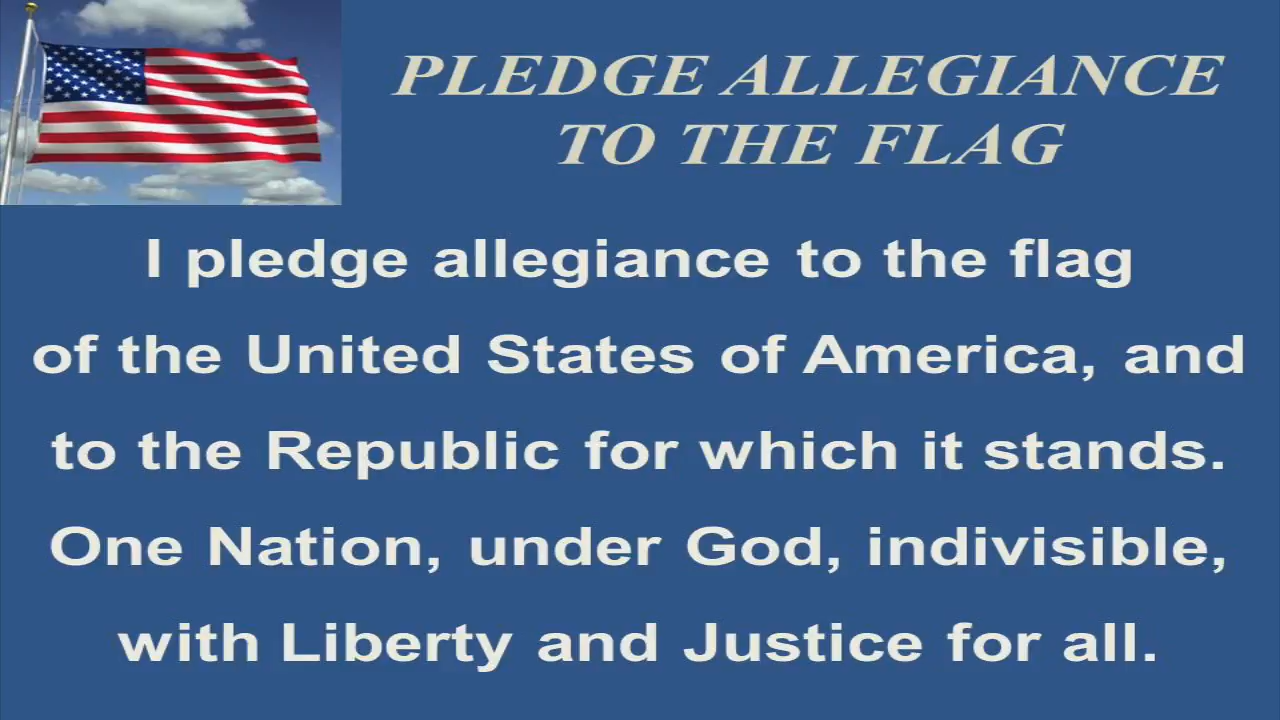 PLEDGE ALLEGIANCE
TO THE FLAG
I pledge allegiance to the flag
of the United States of America, and
to the Republic for which it stands.
One Nation, under God, indivisible,
with Liberty and Justice for all.